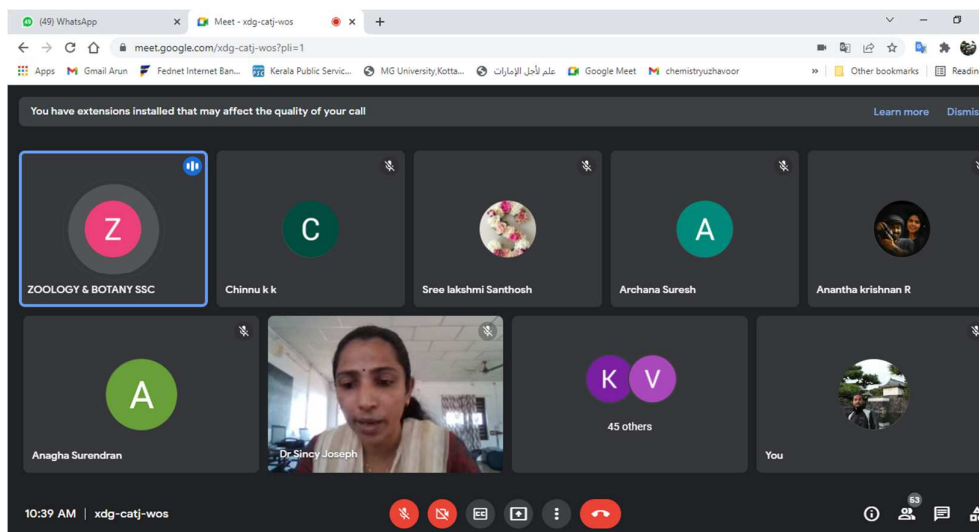 (49) WhatsApp
Meet - xdg-catj-wos
meet.google.com/xdg-catj-wos?pli=1
Apps
Gmail Arun
Fednet Internet Ban...
Kerala Public Servic...
MG University,Kotta...
علم لأجل الإمارات
Google Meet
chemistryuzhavoor
»
Other bookmarks
Readin
You have extensions installed that may affect the quality of your call
Learn more
Dismis
Z
C
A
ZOOLOGY & BOTANY SSC
Chinnu k k
Sree lakshmi Santhosh
Archana Suresh
Anantha krishnan R
A
K V
45 others
Anagha Surendran
Dr Sincy Joseph
You
10:39 AM | xdg-catj-wos
CC
53